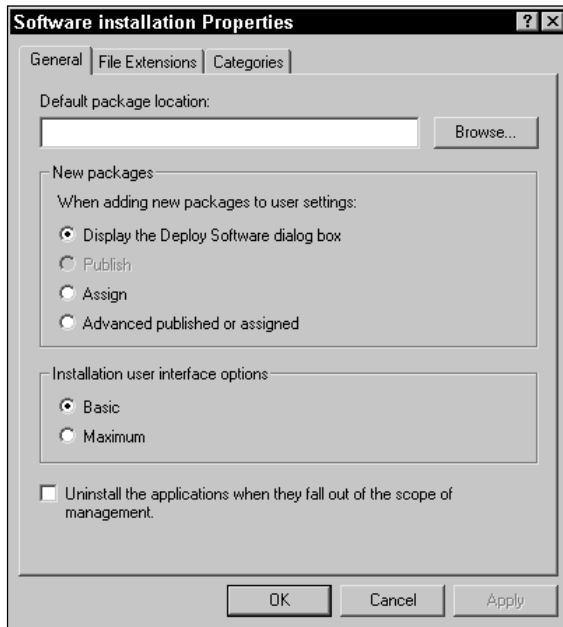 Software installation Properties
General
File Extensions
Categories
Default package location:
Browse...
New packages
When adding new packages to user settings:
Display the Deploy Software dialog box
Publish
Assign
Advanced published or assigned
Installation user interface options
Basic
Maximum
Uninstall the applications when they fall out of the scope of
management.
OK
Cancel
Apply